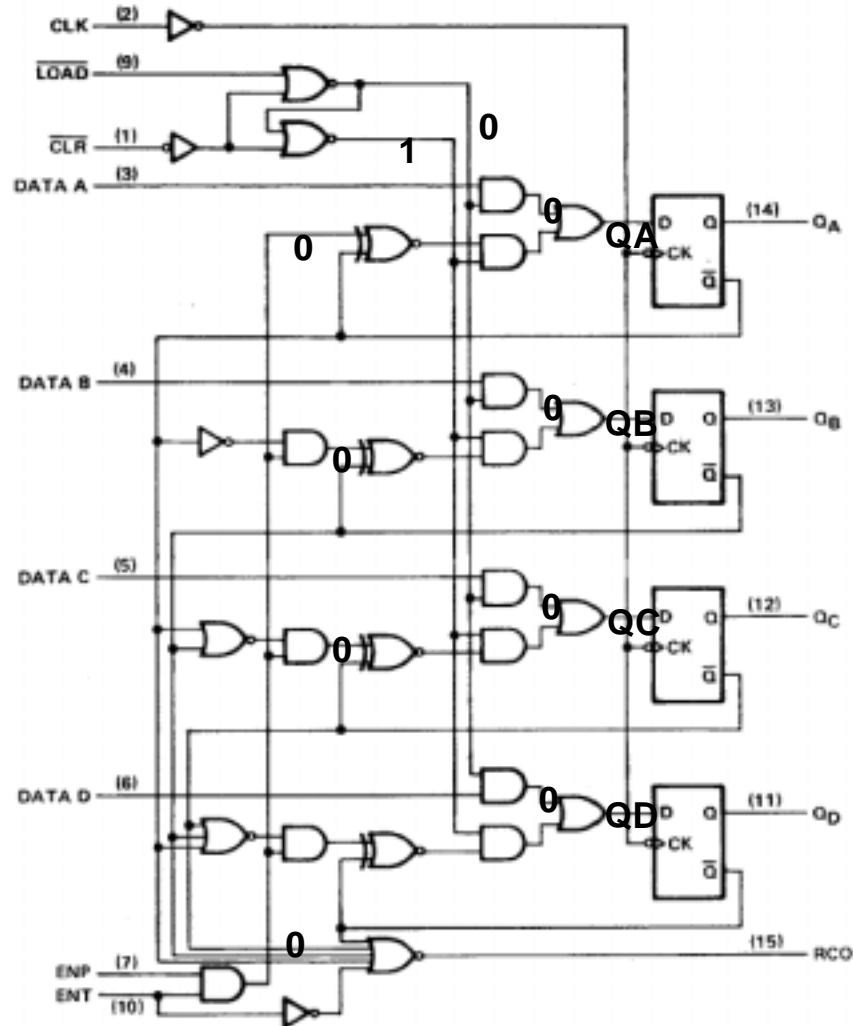 CLK (2)
LOAD (9)
CLR (1)
0
1
DATA A (3)
0
QA D Q (14) QA
0
CK
Q
DATA B (4)
0
QB D Q (13) QB
0
CK
Q
DATA C (5)
0
QC D Q (12) QC
0
CK
Q
DATA D (6)
0
QD D Q (11) QD
CK
Q
0
(15) RCO
ENP (7)
ENT
(10)